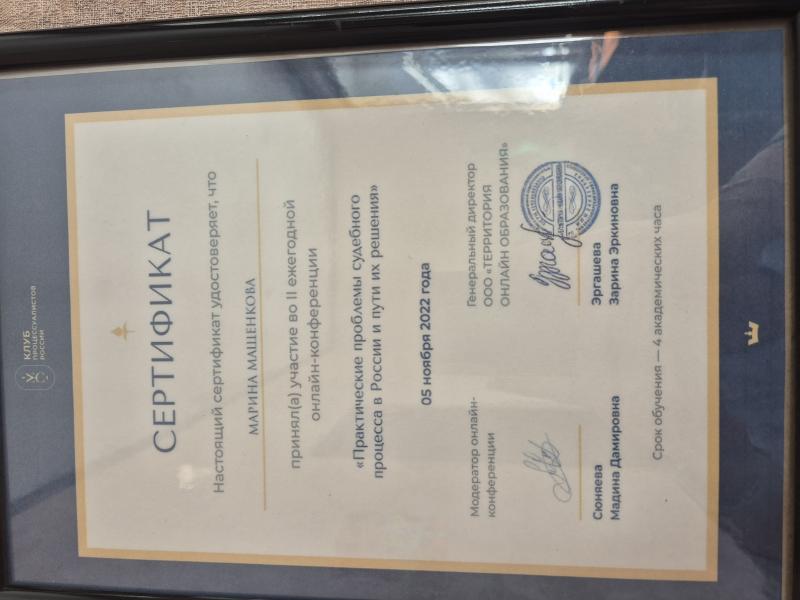 КЛУБ
ПРОЦЕССУАЛИСТОВ
РОССИИ
СЕРТИФИКАТ
Настоящий сертификат удостоверяет, что
МАРИНА МАЩЕНКОВА
принял(а) участие во II ежегодной
онлайн-конференции
«Практические проблемы судебного
процесса в России и пути их решения»
05 ноября 2022 года
Модератор онлайн-
конференции
Сюняева
Мадина Дамировна
Генеральный директор
ООО «ТЕРРИТОРИЯ
ОНЛАЙН ОБРАЗОВАНИЯ»
Эргашева
Зарина Эркиновна
Срок обучения — 4 академических часа